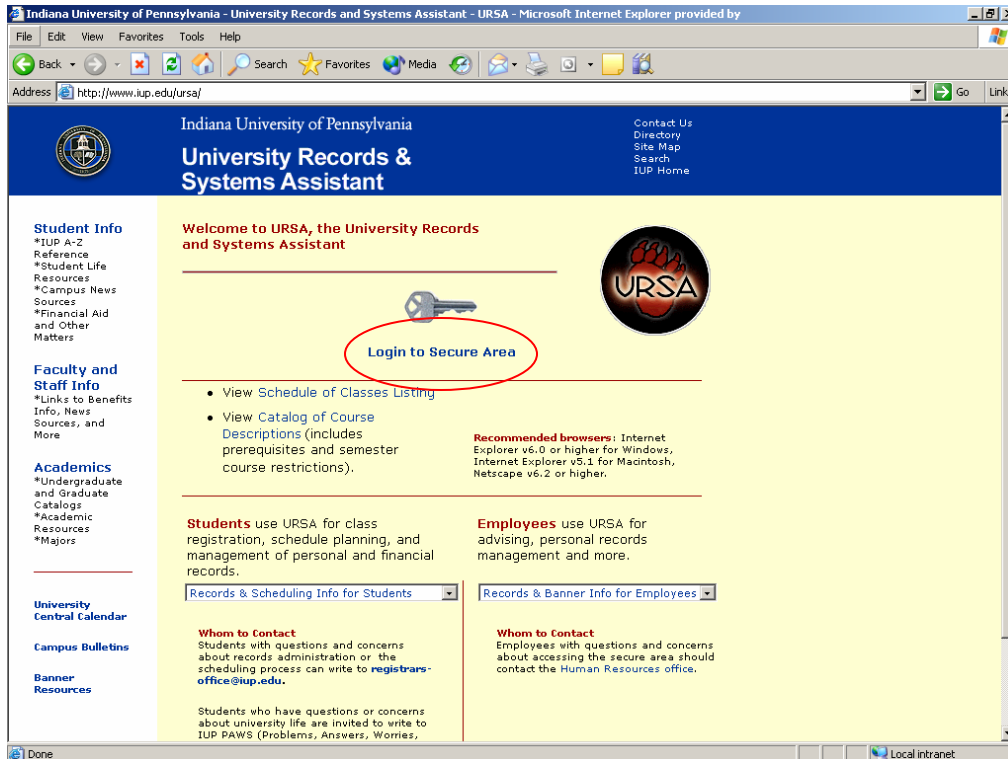 Indiana University of Pennsylvania - University Records and Systems Assistant - URSA - Microsoft Internet Explorer provided by
File Edit View Favorites Tools Help
Back Search Favorites Media
Address http://www.iup.edu/ursa/ Go Link
Indiana University of Pennsylvania
University Records &
Systems Assistant
Contact Us
Directory
Site Map
Search
IUP Home
Student Info
*IUP A-Z
Reference
*Student Life
Resources
*Campus News
Sources
*Financial Aid
and Other
Matters
Faculty and
Staff Info
*Links to Benefits
Info, News
Sources, and
More
Academics
*Undergraduate
and Graduate
Catalogs
*Academic
Resources
*Majors
University
Central Calendar
Campus Bulletins
Banner
Resources
Welcome to URSA, the University Records
and Systems Assistant
URSA
Login to Secure Area
• View Schedule of Classes Listing
• View Catalog of Course
Descriptions (includes
prerequisites and semester
course restrictions).
Recommended browsers: Internet
Explorer v6.0 or higher for Windows,
Internet Explorer v5.1 for Macintosh,
Netscape v6.2 or higher.
Students use URSA for class
registration, schedule planning, and
management of personal and financial
records.
Records & Scheduling Info for Students
Whom to Contact
Students with questions and concerns
about records administration or the
scheduling process can write to registrars-
office@iup.edu.
Students who have questions or concerns
about university life are invited to write to
IUP PAWS (Problems, Answers, Worries,
Employees use URSA for
advising, personal records
management and more.
Records & Banner Info for Employees
Whom to Contact
Employees with questions and concerns
about accessing the secure area should
contact the Human Resources office.
Done Local intranet